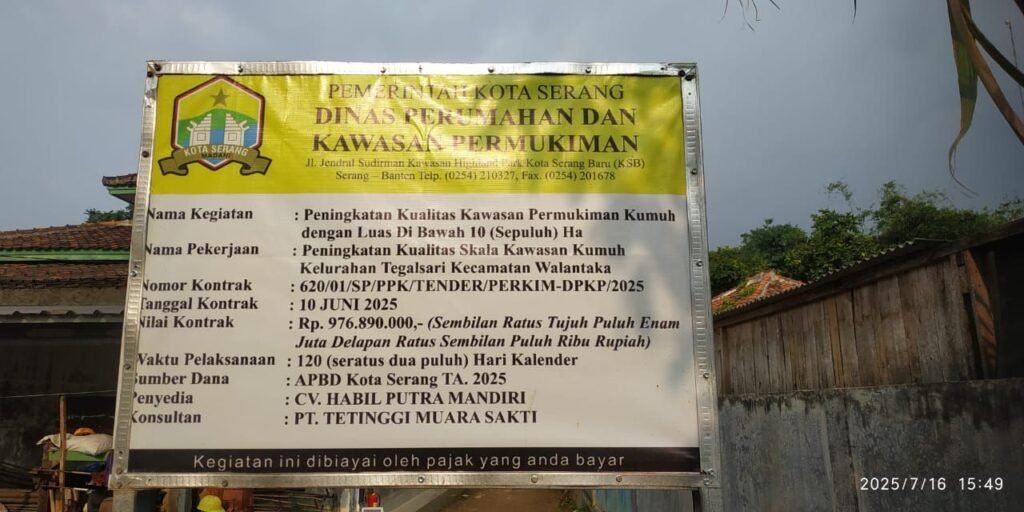 PEMERINTAH KOTA SERANG
DINAS PERUMAHAN DAN
KAWASAN PERMUKIMAN
Jl. Jendral Sudirman Kawasan Highland Park Kota Serang Baru (KSB)
Serang – Banten Telp. (0254) 210327, Fax. (0254) 201678
KOTA SERANG
MADANI
Nama Kegiatan : Peningkatan Kualitas Kawasan Permukiman Kumuh
dengan Luas Di Bawah 10 (Sepuluh) Ha
Nama Pekerjaan : Peningkatan Kualitas Skala Kawasan Kumuh
Kelurahan Tegalsari Kecamatan Walantaka
Nomor Kontrak : 620/01/SP/PPK/TENDER/PERKIM-DPKP/2025
Tanggal Kontrak : 10 JUNI 2025
Nilai Kontrak : Rp. 976.890.000,- (Sembilan Ratus Tujuh Puluh Enam
Juta Delapan Ratus Sembilan Puluh Ribu Rupiah)
Waktu Pelaksanaan : 120 (seratus dua puluh) Hari Kalender
Sumber Dana : APBD Kota Serang TA. 2025
Penyedia : CV. HABIL PUTRA MANDIRI
Konsultan : PT. TETINGGI MUARA SAKTI
Kegiatan ini dibiayai oleh pajak yang anda bayar
2025/7/16 15:49